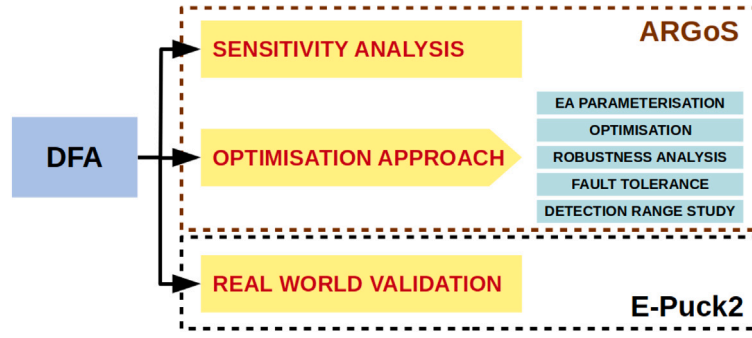 ARGoS
SENSITIVITY ANALYSIS
DFA
OPTIMISATION APPROACH
EA PARAMETERISATION
OPTIMISATION
ROBUSTNESS ANALYSIS
FAULT TOLERANCE
DETECTION RANGE STUDY
REAL WORLD VALIDATION
E-Puck2